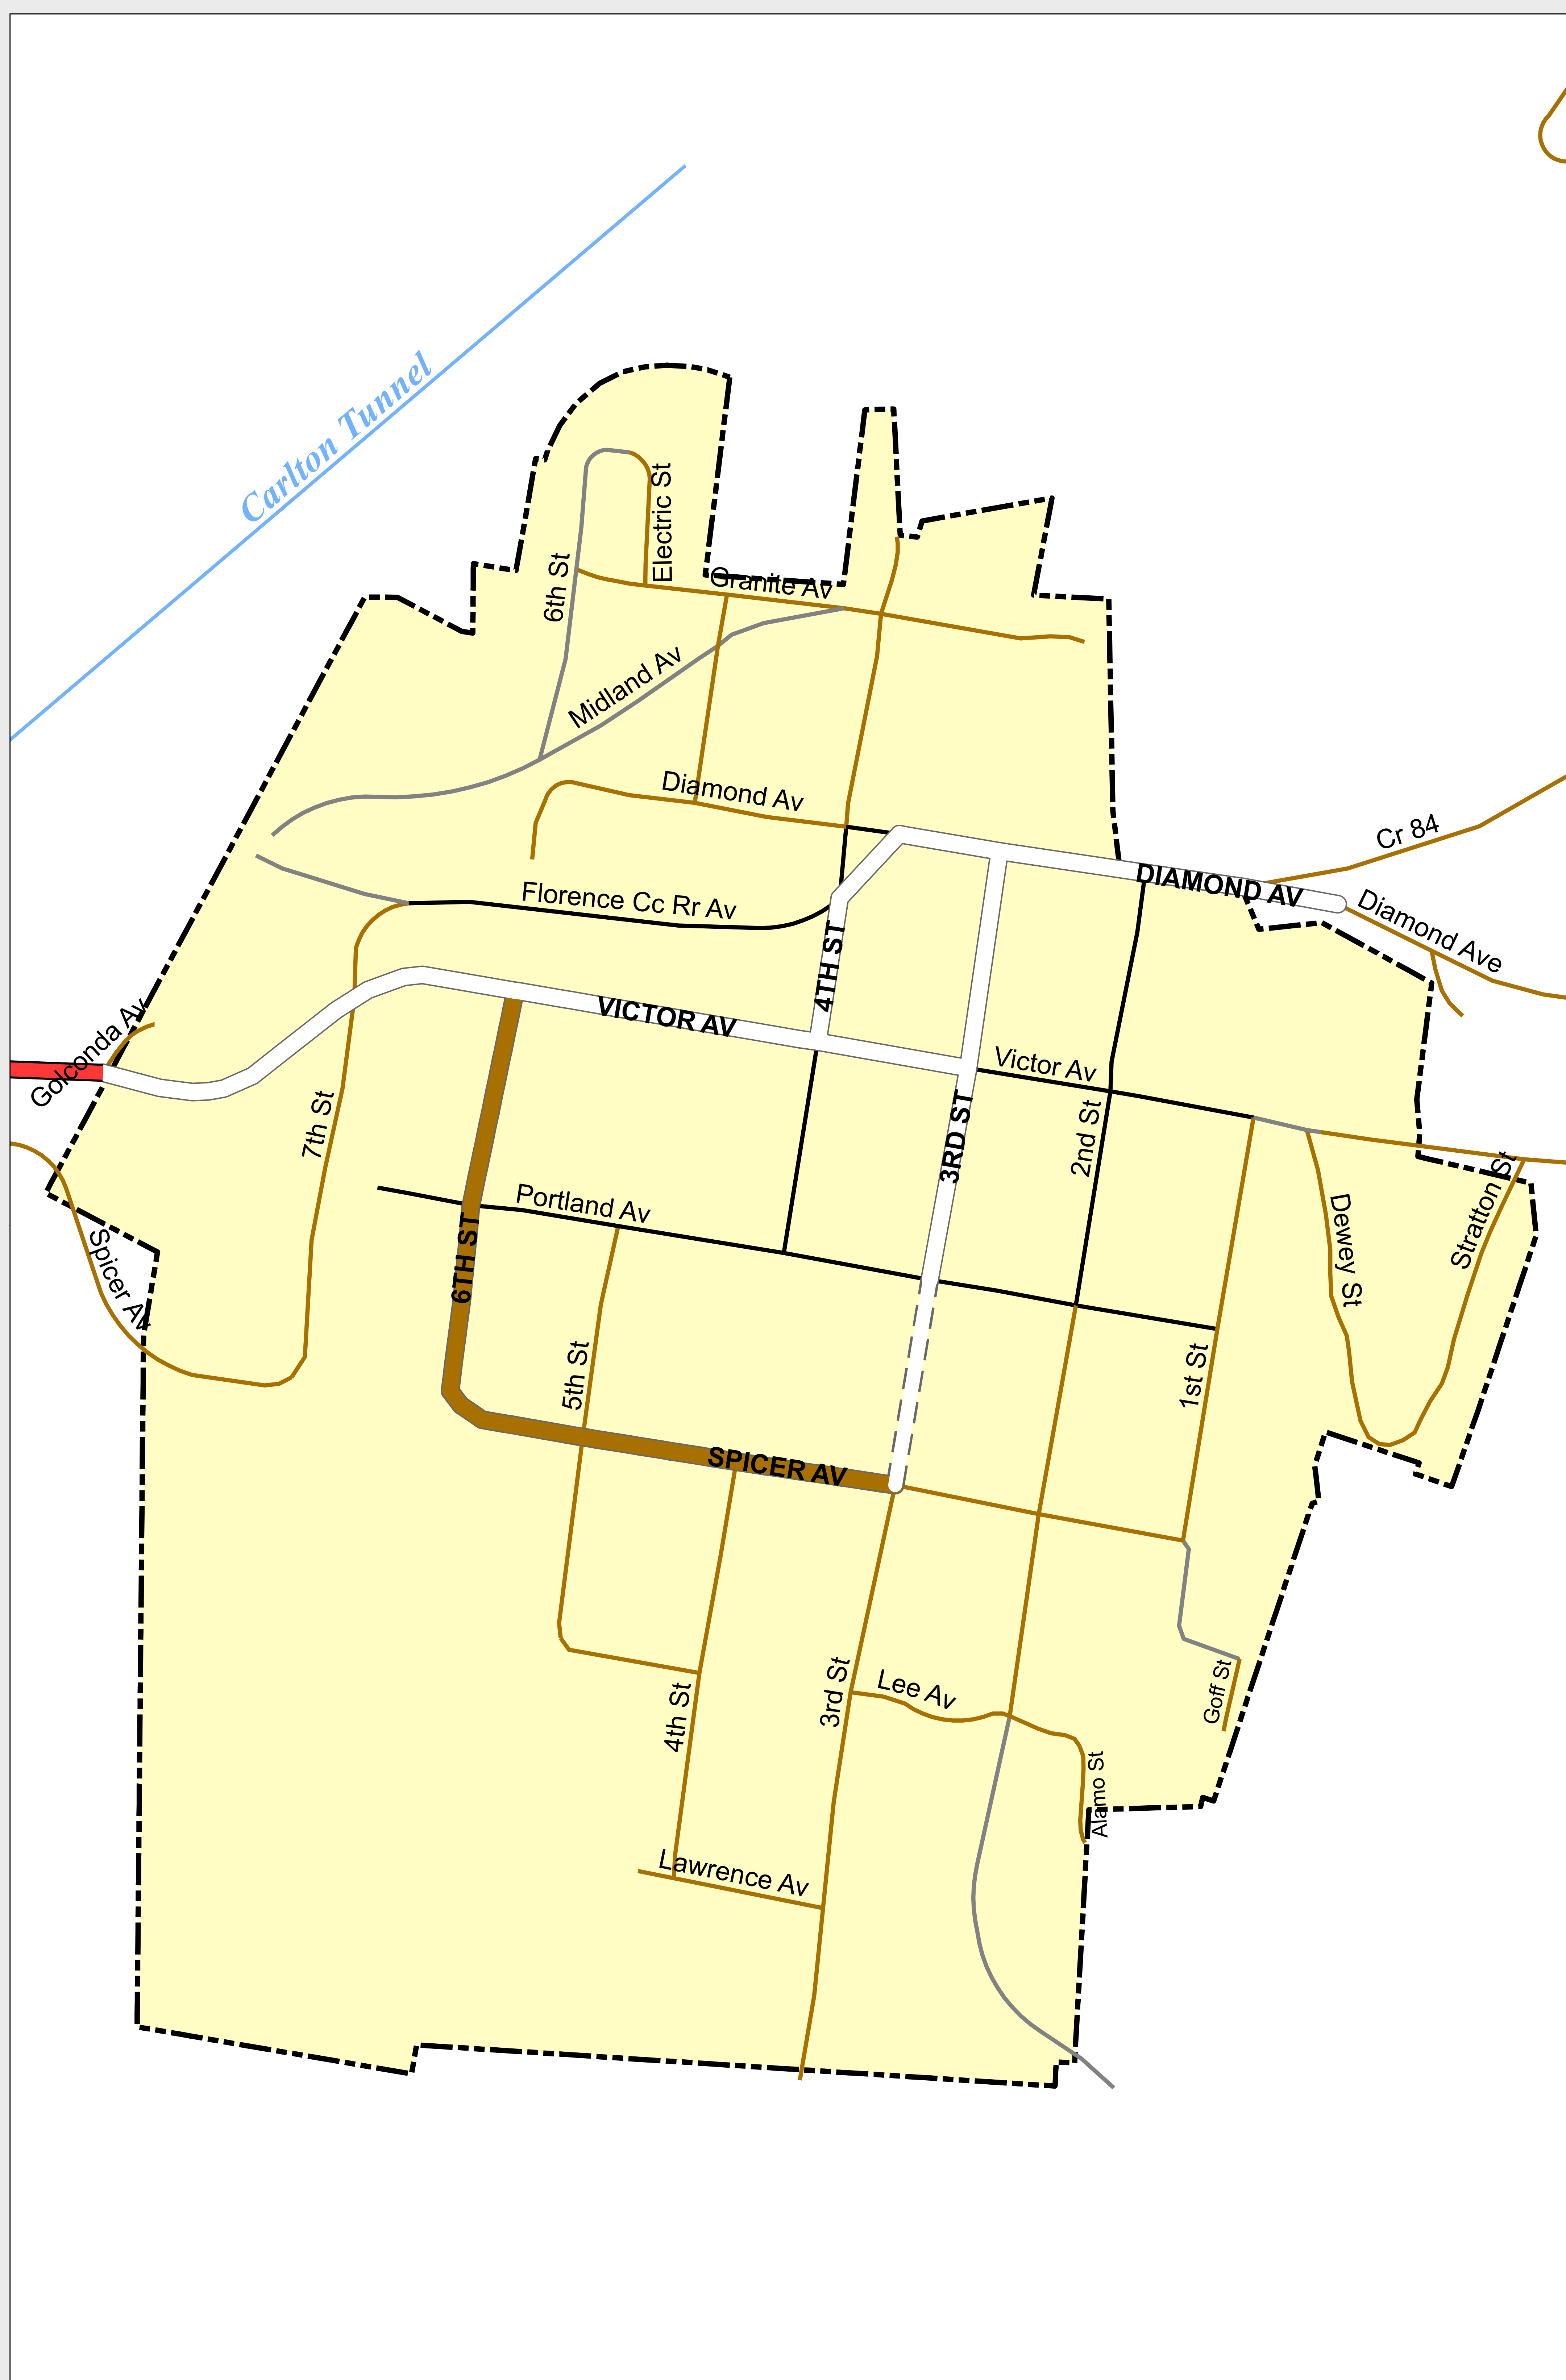 Carlton Tunnel
Electric St
6th St
Granite Av
Midland Av
Diamond Av
Cr 84
DIAMOND AV
Florence Cc Rr Av
Diamond Ave
4TH ST
VICTOR AV
Golconda Av
Victor Av
7th St
3RD ST
2nd St
Portland Av
Stratton St
Dewey St
6TH ST
Spicer Av
5th St
1st St
SPICER AV
3rd St
Lee Av
Goff St
4th St
Alamo St
Lawrence Av